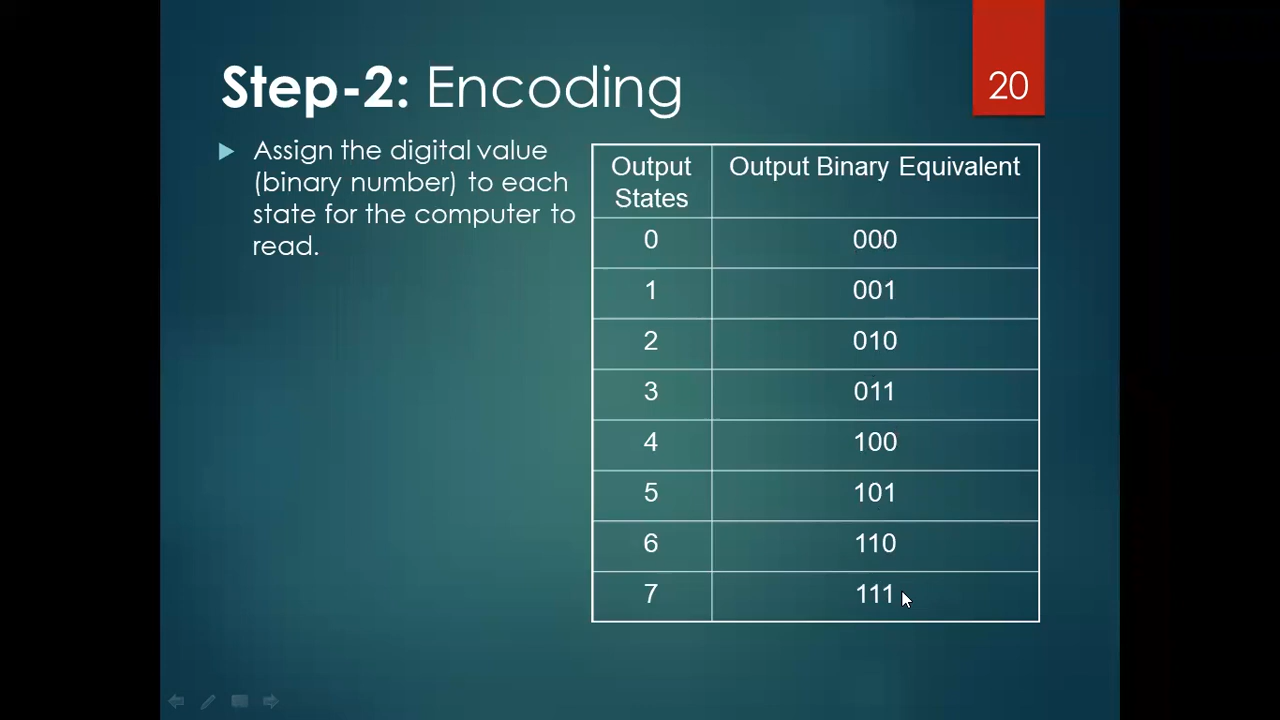 Step-2: Encoding
20
Assign the digital value
(binary number) to each
state for the computer to
read.
Output States | Output Binary Equivalent
0 | 000
1 | 001
2 | 010
3 | 011
4 | 100
5 | 101
6 | 110
7 | 111